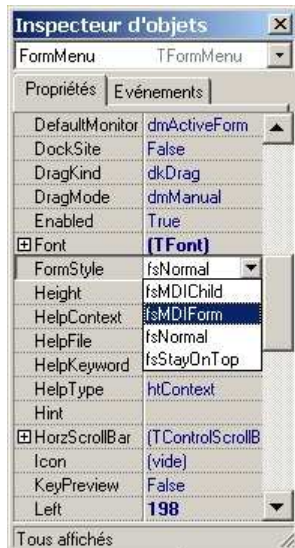 Inspecteur d'objets
FormMenu TFormMenu
Propriétés Evénements
DefaultMonitor dmActiveForm
DockSite False
DragKind dkDrag
DragMode dmManual
Enabled True
Font (TFont)
FormStyle fsNormal
Height fsMDIChild
HelpContext fsMDIForm
HelpFile fsNormal
HelpKeyword fsStayOnTop
HelpType htContext
Hint
HorzScrollBar (TControlScrollB
Icon (vide)
KeyPreview False
Left 198
Tous affichés